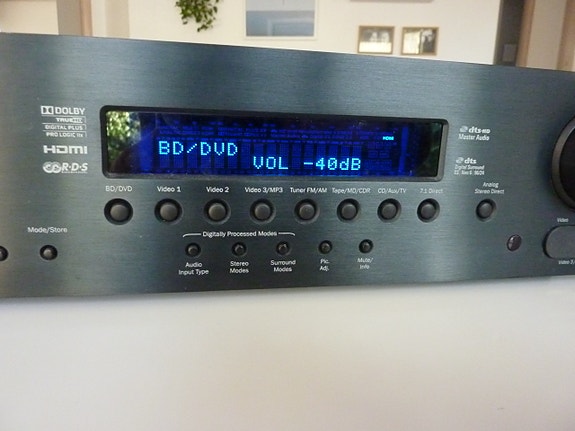 DOLBY
TRUEHD
DIGITAL PLUS
PRO LOGIC IIx
HDMI
R·D·S
HDMI
BD/DVD
VOL -40dB
dts-HD
Master Audio
dts
Digital Surround
BD/DVD
Video 1
Video 2
Video 3/MP3
Tuner FM/AM
Tape/MD/CDR
CD/Aux/TV
7.1 Direct
Analog
Stereo Direct
Mode/Store
Digitally Processed Modes
Audio
Input Type
Stereo
Modes
Surround
Modes
Pic.
Adj.
Mute/
Info
Video